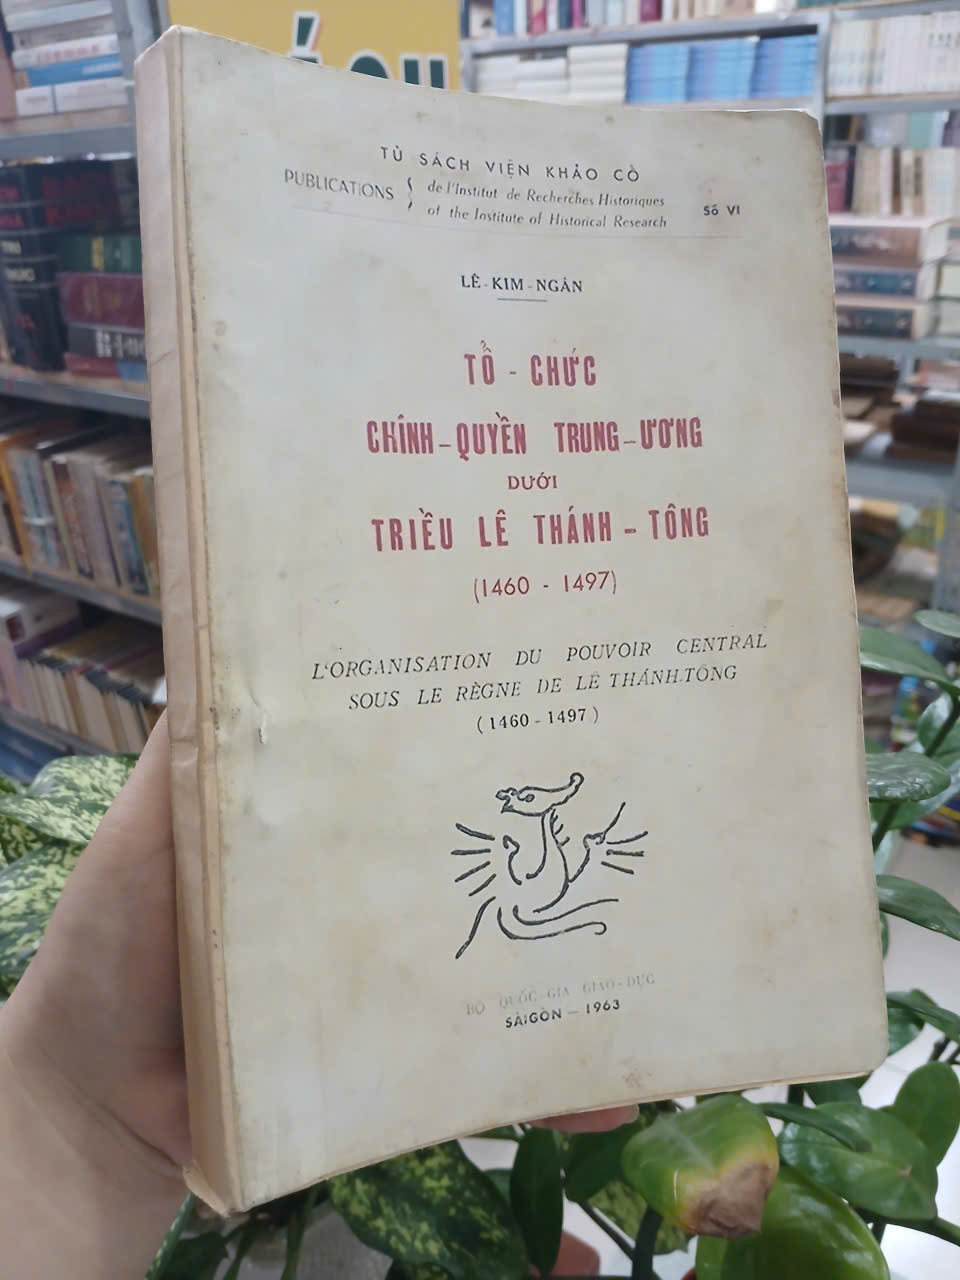 TỦ SÁCH VIỆN KHẢO CỔ
PUBLICATIONS { de l'Institut de Recherches Historiques
of the Institute of Historical Research
Số VI
LÊ-KIM-NGÂN
TỔ - CHỨC
CHÍNH-QUYỀN TRUNG-ƯƠNG
DƯỚI
TRIỀU LÊ THÁNH-TÔNG
(1460 - 1497)
L'ORGANISATION DU POUVOIR CENTRAL
SOUS LE RÈGNE DE LÊ THÁNH.TÔNG
(1460 - 1497)
BỘ QUỐC-GIA GIÁO-DỤC
SÀIGÒN - 1963